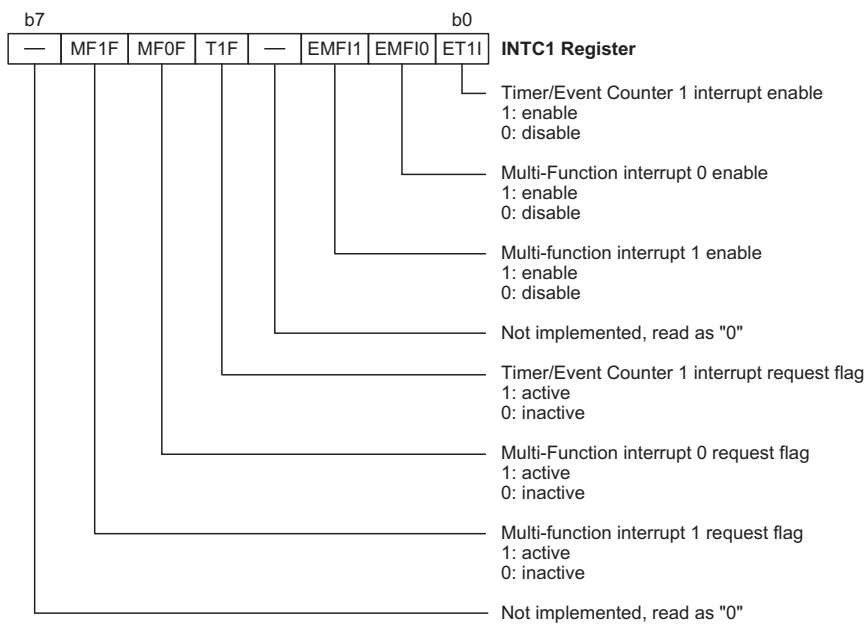 b7 b0
— MF1F MF0F T1F — EMFI1 EMFI0 ET1I INTC1 Register
Timer/Event Counter 1 interrupt enable
1: enable
0: disable
Multi-Function interrupt 0 enable
1: enable
0: disable
Multi-function interrupt 1 enable
1: enable
0: disable
Not implemented, read as "0"
Timer/Event Counter 1 interrupt request flag
1: active
0: inactive
Multi-Function interrupt 0 request flag
1: active
0: inactive
Multi-function interrupt 1 request flag
1: active
0: inactive
Not implemented, read as "0"